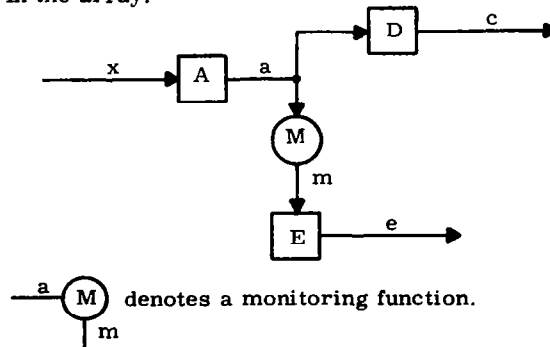 in the array.
D
c
x
A
a
M
m
E
e
a
M
denotes a monitoring function.
m